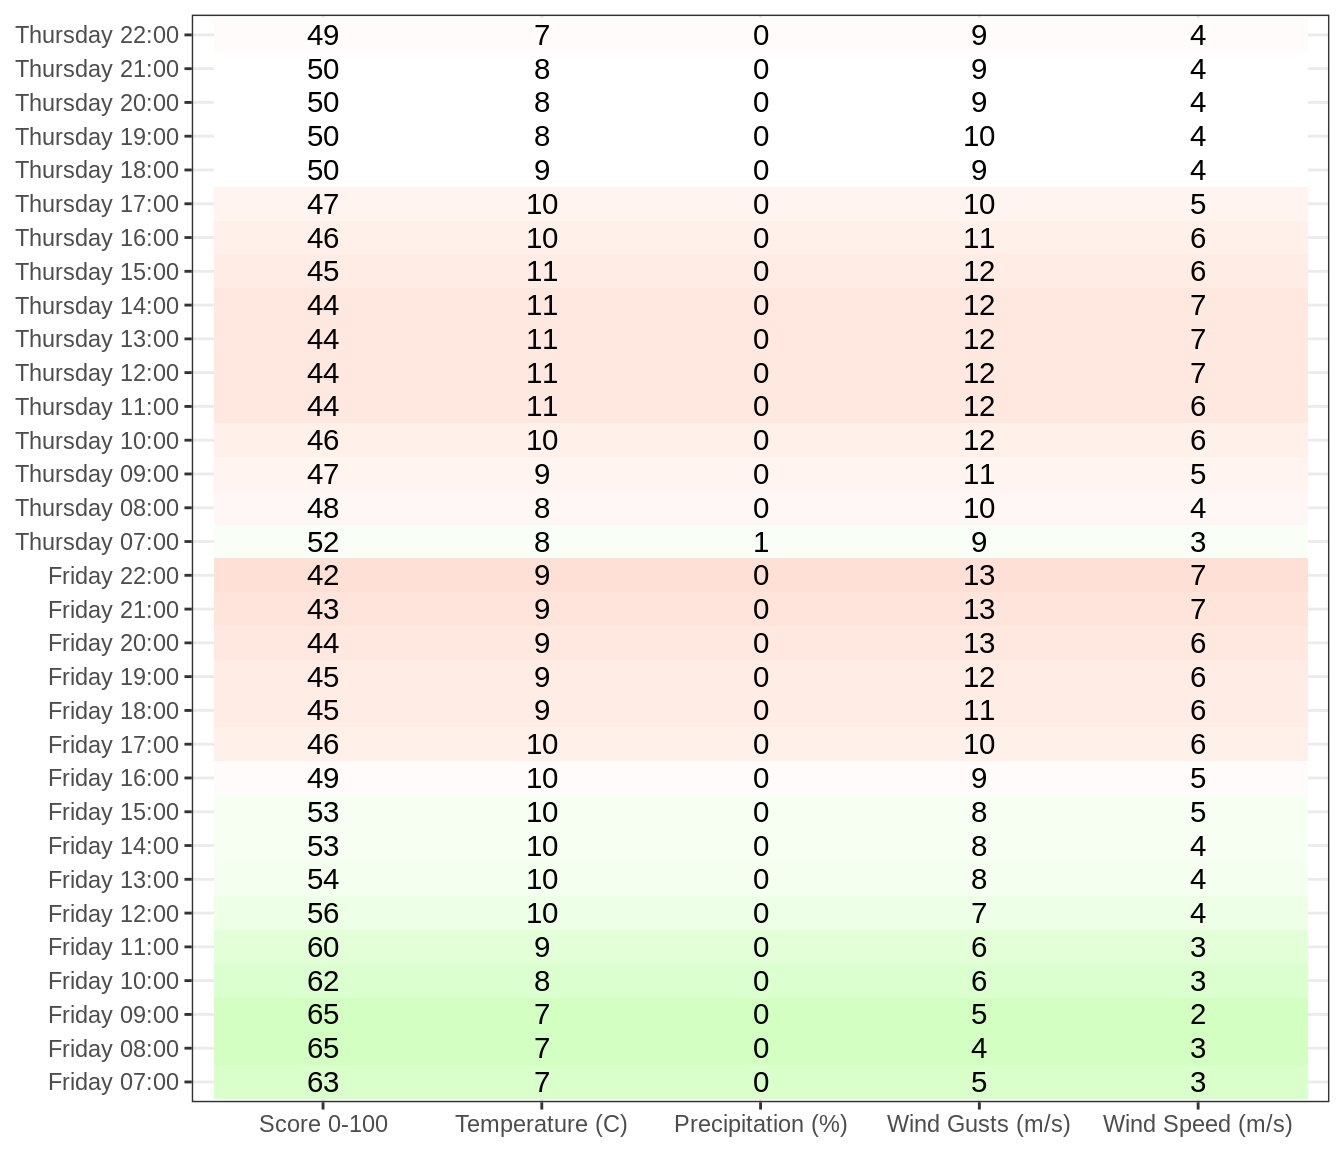 Thursday 22:00 49 7 0 9 4
Thursday 21:00 50 8 0 9 4
Thursday 20:00 50 8 0 9 4
Thursday 19:00 50 8 0 10 4
Thursday 18:00 50 9 0 9 4
Thursday 17:00 47 10 0 10 5
Thursday 16:00 46 10 0 11 6
Thursday 15:00 45 11 0 12 6
Thursday 14:00 44 11 0 12 7
Thursday 13:00 44 11 0 12 7
Thursday 12:00 44 11 0 12 7
Thursday 11:00 44 11 0 12 6
Thursday 10:00 46 10 0 12 6
Thursday 09:00 47 9 0 11 5
Thursday 08:00 48 8 0 10 4
Thursday 07:00 52 8 1 9 3
Friday 22:00 42 9 0 13 7
Friday 21:00 43 9 0 13 7
Friday 20:00 44 9 0 13 6
Friday 19:00 45 9 0 12 6
Friday 18:00 45 9 0 11 6
Friday 17:00 46 10 0 10 6
Friday 16:00 49 10 0 9 5
Friday 15:00 53 10 0 8 5
Friday 14:00 53 10 0 8 4
Friday 13:00 54 10 0 8 4
Friday 12:00 56 10 0 7 4
Friday 11:00 60 9 0 6 3
Friday 10:00 62 8 0 6 3
Friday 09:00 65 7 0 5 2
Friday 08:00 65 7 0 4 3
Friday 07:00 63 7 0 5 3
Score 0-100 Temperature (C) Precipitation (%) Wind Gusts (m/s) Wind Speed (m/s)